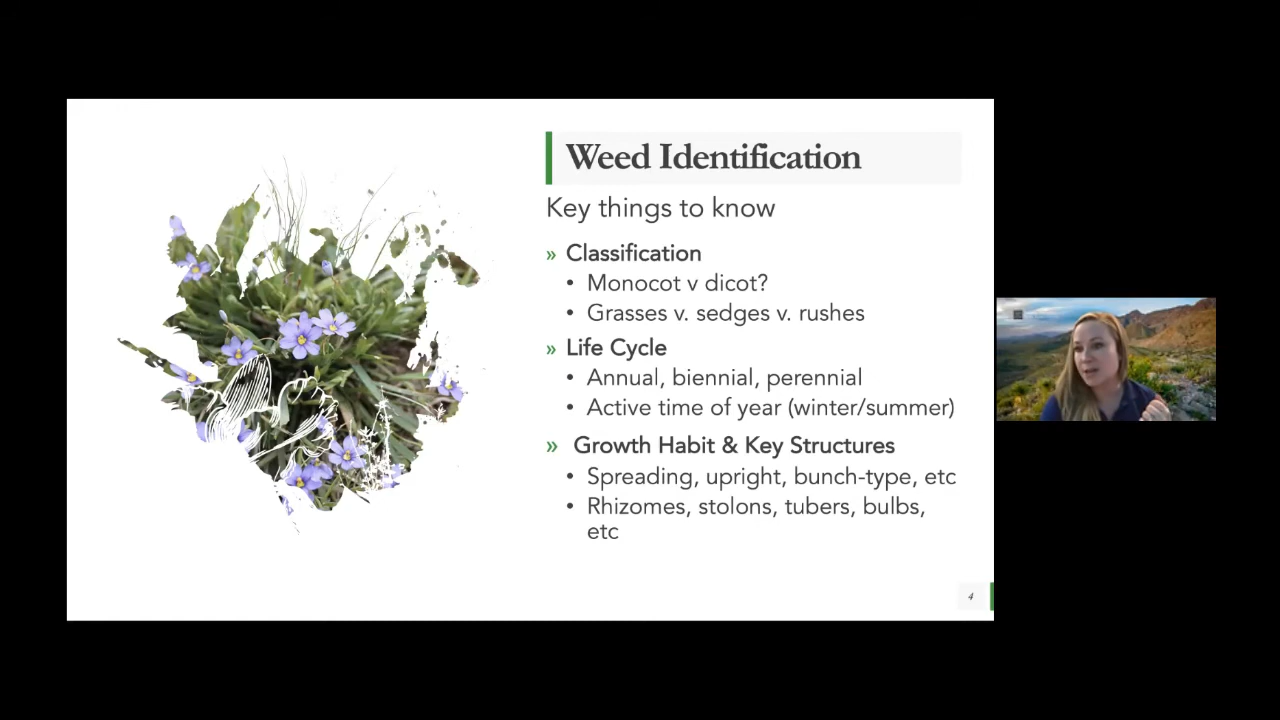 Weed Identification
Key things to know
» Classification
• Monocot v dicot?
• Grasses v. sedges v. rushes
» Life Cycle
• Annual, biennial, perennial
• Active time of year (winter/summer)
» Growth Habit & Key Structures
• Spreading, upright, bunch-type, etc
• Rhizomes, stolons, tubers, bulbs,
etc
4